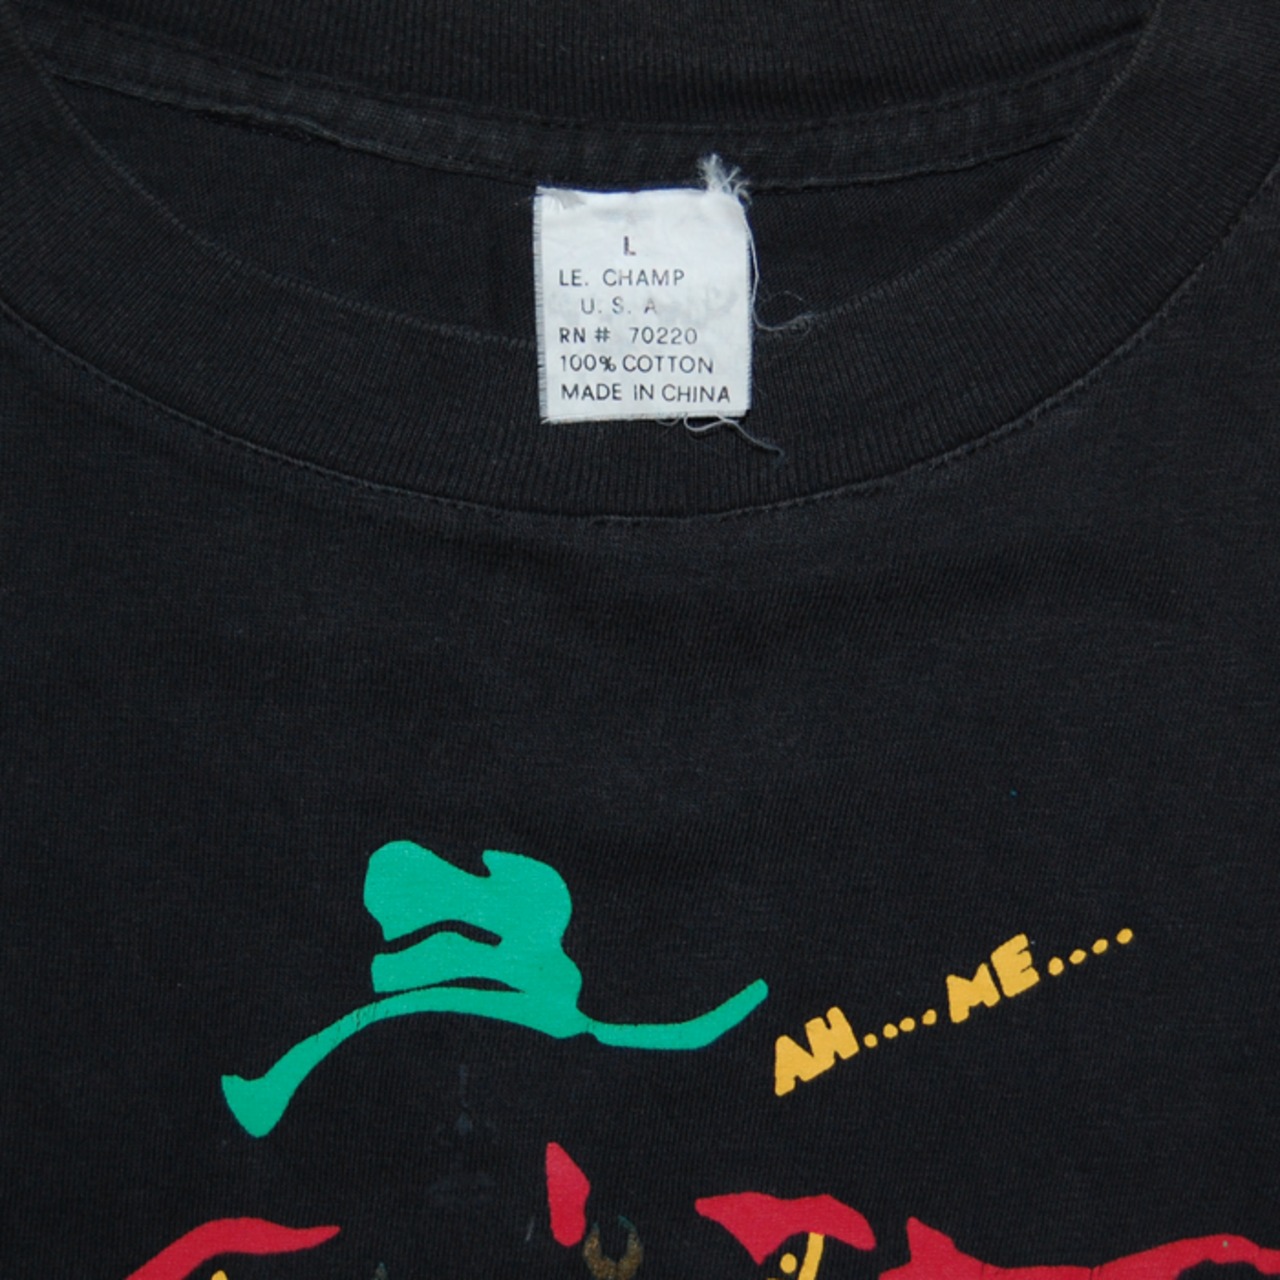 L
LE. CHAMP
U. S. A
RN # 70220
100% COTTON
MADE IN CHINA
AH....ME....